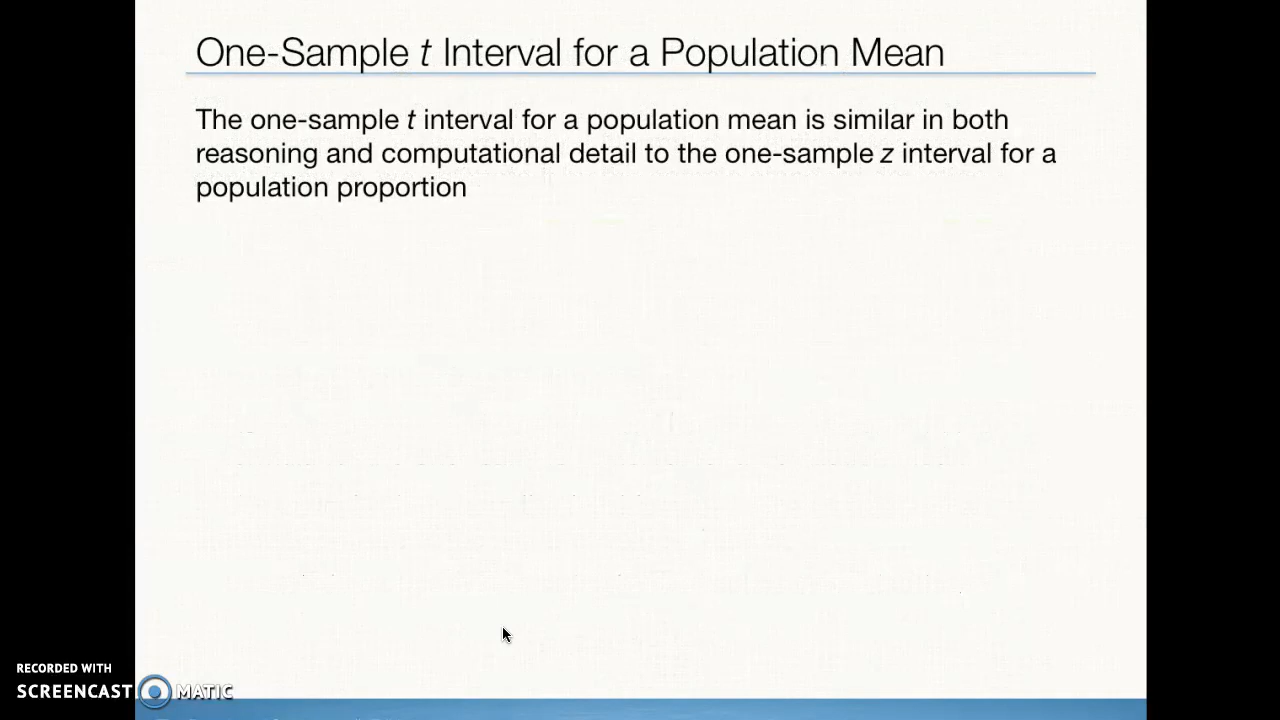 One-Sample t Interval for a Population Mean
The one-sample t interval for a population mean is similar in both
reasoning and computational detail to the one-sample z interval for a
population proportion
RECORDED WITH
SCREENCAST MATIC